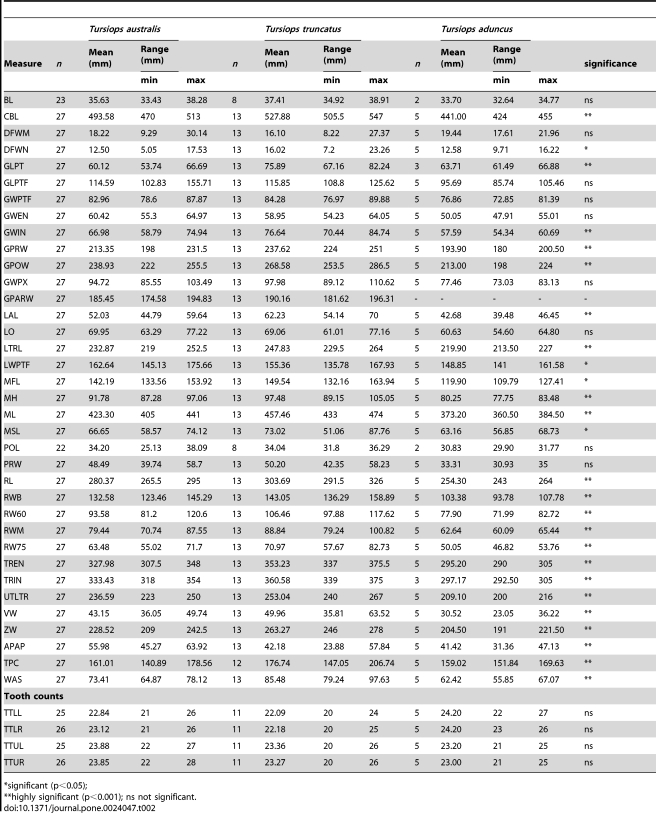 Tursiops australis Tursiops truncatus Tursiops aduncus
Measure n Mean (mm) Range (mm) n Mean (mm) Range (mm) n Mean (mm) Range (mm) significance
min max min max min max
BL 23 35.63 33.43 38.28 8 37.41 34.92 38.91 2 33.70 32.64 34.77 ns
CBL 27 493.58 470 513 13 527.88 505.5 547 5 441.00 424 455 **
DFWM 27 18.22 9.29 30.14 13 16.10 8.22 27.37 5 19.44 17.61 21.96 ns
DFWN 27 12.50 5.05 17.53 13 16.02 7.2 23.26 5 12.58 9.71 16.22 *
GLPT 27 60.12 53.74 66.69 13 75.89 67.16 82.24 3 63.71 61.49 66.88 **
GLPTF 27 114.59 102.83 155.71 13 115.85 108.8 125.62 5 95.69 85.74 105.46 ns
GWPTF 27 82.96 78.6 87.87 13 84.28 76.97 89.88 5 76.86 72.85 81.39 ns
GWEN 27 60.42 55.3 64.97 13 58.95 54.23 64.05 5 50.05 47.91 55.01 ns
GWIN 27 66.98 58.79 74.94 13 76.64 70.44 84.74 5 57.59 54.34 60.69 **
GPRW 27 213.35 198 231.5 13 237.62 224 251 5 193.90 180 200.50 **
GPOW 27 238.93 222 255.5 13 268.58 253.5 286.5 5 213.00 198 224 **
GWPX 27 94.72 85.55 103.49 13 97.98 89.12 110.62 5 77.46 73.03 83.13 ns
GPARW 27 185.45 174.58 194.83 13 190.16 181.62 196.31 - - - - -
LAL 27 52.03 44.79 59.64 13 62.23 54.14 70 5 42.68 39.48 46.45 **
LO 27 69.95 63.29 77.22 13 69.06 61.01 77.16 5 60.63 54.60 64.80 ns
LTRL 27 232.87 219 252.5 13 247.83 229.5 264 5 219.90 213.50 227 **
LWPTF 27 162.64 145.13 175.66 13 155.36 135.78 167.93 5 148.85 141 161.58 *
MFL 27 142.19 133.56 153.92 13 149.54 132.16 163.94 5 119.90 109.79 127.41 *
MH 27 91.78 87.28 97.06 13 97.48 89.15 105.05 5 80.25 77.75 83.48 **
ML 27 423.30 405 441 13 457.46 433 474 5 373.20 360.50 384.50 **
MSL 27 66.65 58.57 74.12 13 73.02 51.06 87.76 5 63.16 56.85 68.73 *
POL 22 34.20 25.13 38.09 8 34.04 31.8 36.29 2 30.83 29.90 31.77 ns
PRW 27 48.49 39.74 58.7 13 50.20 42.35 58.23 5 33.31 30.93 35 ns
RL 27 280.37 265.5 295 13 303.69 291.5 326 5 254.30 243 264 **
RWB 27 132.58 123.46 145.29 13 143.05 136.29 158.89 5 103.38 93.78 107.78 **
RW60 27 93.58 81.2 120.6 13 106.46 97.88 117.62 5 77.90 71.99 82.72 **
RWM 27 79.44 70.74 87.55 13 88.84 79.24 100.82 5 62.64 60.09 65.44 **
RW75 27 63.48 55.02 71.7 13 70.97 57.67 82.73 5 50.05 46.82 53.76 **
TREN 27 327.98 307.5 348 13 353.23 337 375.5 5 295.20 290 305 **
TRIN 27 333.43 318 354 13 360.58 339 375 3 297.17 292.50 305 **
UTLTR 27 236.59 223 250 13 253.04 240 267 5 209.10 200 216 **
VW 27 43.15 36.05 49.74 13 49.96 35.81 63.52 5 30.52 23.05 36.22 **
ZW 27 228.52 209 242.5 13 263.27 246 278 5 204.50 191 221.50 **
APAP 27 55.98 45.27 63.92 13 42.18 23.88 57.84 5 41.42 31.36 47.13 **
TPC 27 161.01 140.89 178.56 12 176.74 147.05 206.74 5 159.02 151.84 169.63 **
WAS 27 73.41 64.87 78.12 13 85.48 79.24 97.63 5 62.42 55.85 67.07 **
Tooth counts
TTLL 25 22.84 21 26 11 22.09 20 24 5 24.20 22 27 ns
TTLR 26 23.12 21 26 11 22.18 20 25 5 24.20 23 26 ns
TTUL 25 23.88 22 27 11 23.36 20 26 5 23.20 21 25 ns
TTUR 26 23.85 22 28 11 23.27 20 26 5 23.00 21 25 ns
*significant (p<0.05);
**highly significant (p<0.001); ns not significant.
doi:10.1371/journal.pone.0024047.t002